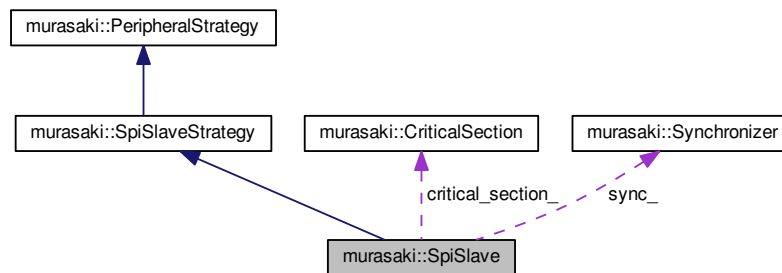 murasaki::PeripheralStrategy
murasaki::SpiSlaveStrategy
murasaki::CriticalSection
murasaki::Synchronizer
critical_section_
sync_
murasaki::SpiSlave